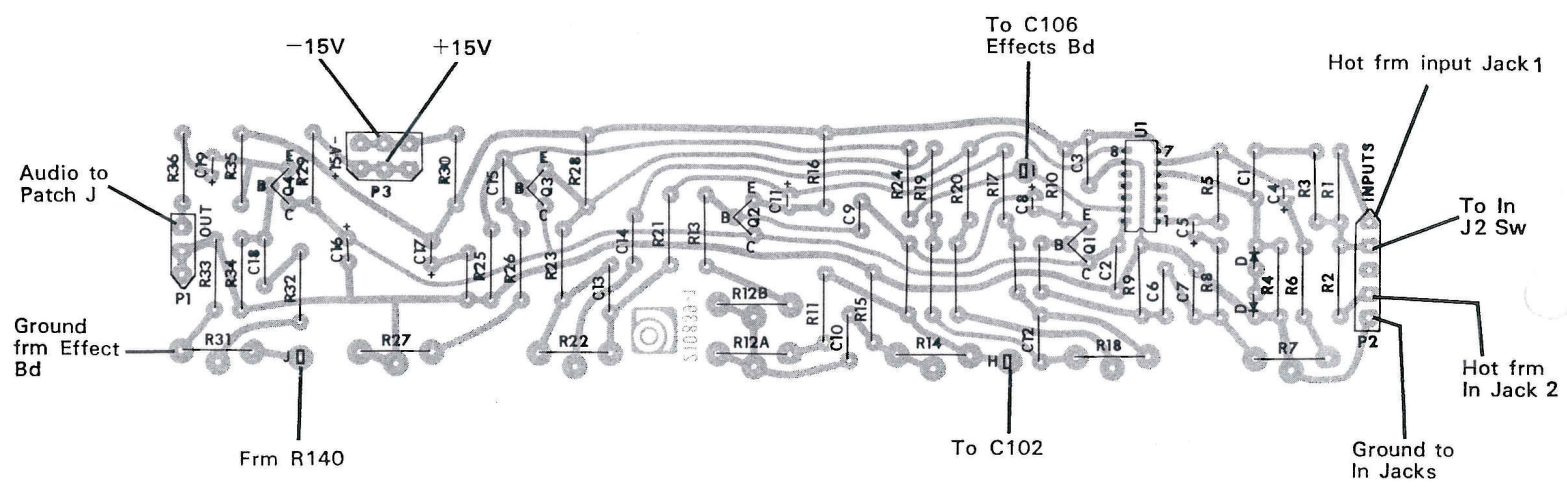 To C106
Effects Bd
−15V
+15V
Hot frm input Jack 1
Audio to
Patch J
To In
J2 Sw
Ground
frm Effect
Bd
Hot frm
In Jack 2
Frm R140
To C102
Ground to
In Jacks
R36
C19
+
R35
E
B
Q4
C
R29
+15V-
P3
R30
C15
E
B
Q3
C
R28
OUT
P1
R33
R34
C18
R32
C16
+
C17
+
R25
R26
R23
C14
R21
R13
C13
R31
J
R27
R22
E
B
Q2
C
C11
+
R16
C9
R24
R19
R20
R17
I
C8
+
R10
C3
E
B
Q1
C
U1
8
7
1
R5
C1
C4
+
R3
R1
INPUTS
C5
+
C2
R9
C6
C7
R8
D
D
R4
R6
R2
P2
R12B
R12A
R11
C10
R15
R14
H
C12
R18
R7